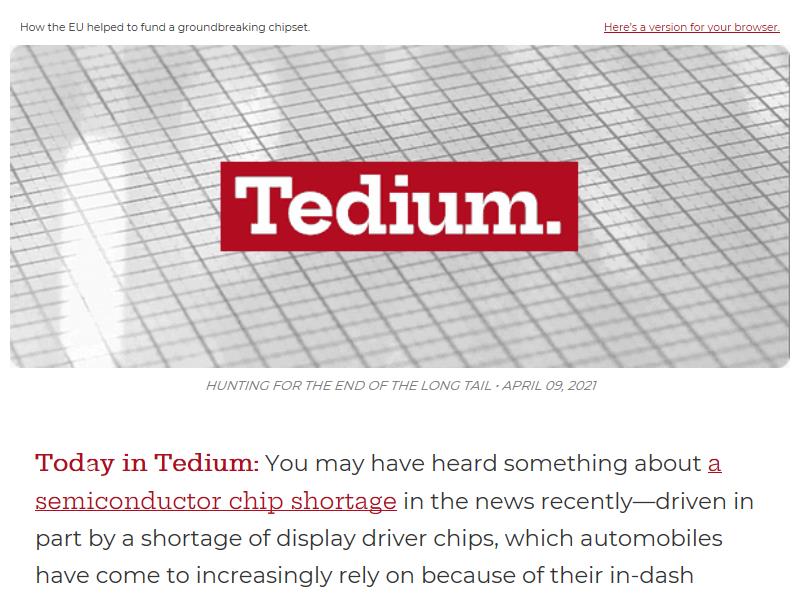 How the EU helped to fund a groundbreaking chipset.
Here's a version for your browser.
Tedium.
HUNTING FOR THE END OF THE LONG TAIL • APRIL 09, 2021
Today in Tedium: You may have heard something about a
semiconductor chip shortage in the news recently—driven in
part by a shortage of display driver chips, which automobiles
have come to increasingly rely on because of their in-dash